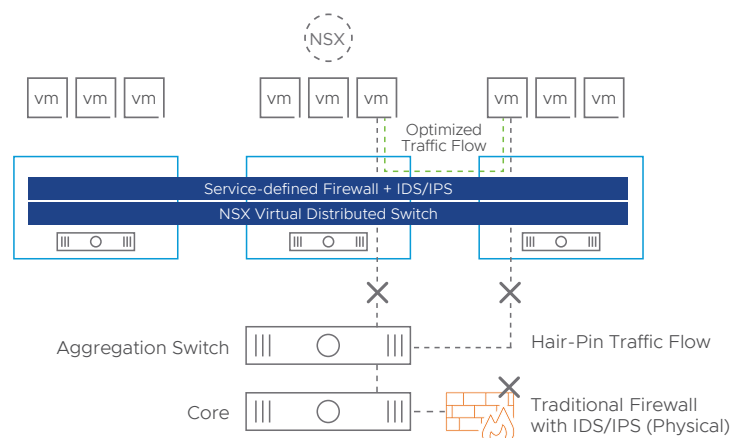 NSX
vm vm vm
vm vm vm
vm vm vm
Optimized
Traffic Flow
Service-defined Firewall + IDS/IPS
NSX Virtual Distributed Switch
Aggregation Switch
Hair-Pin Traffic Flow
Core
Traditional Firewall
with IDS/IPS (Physical)